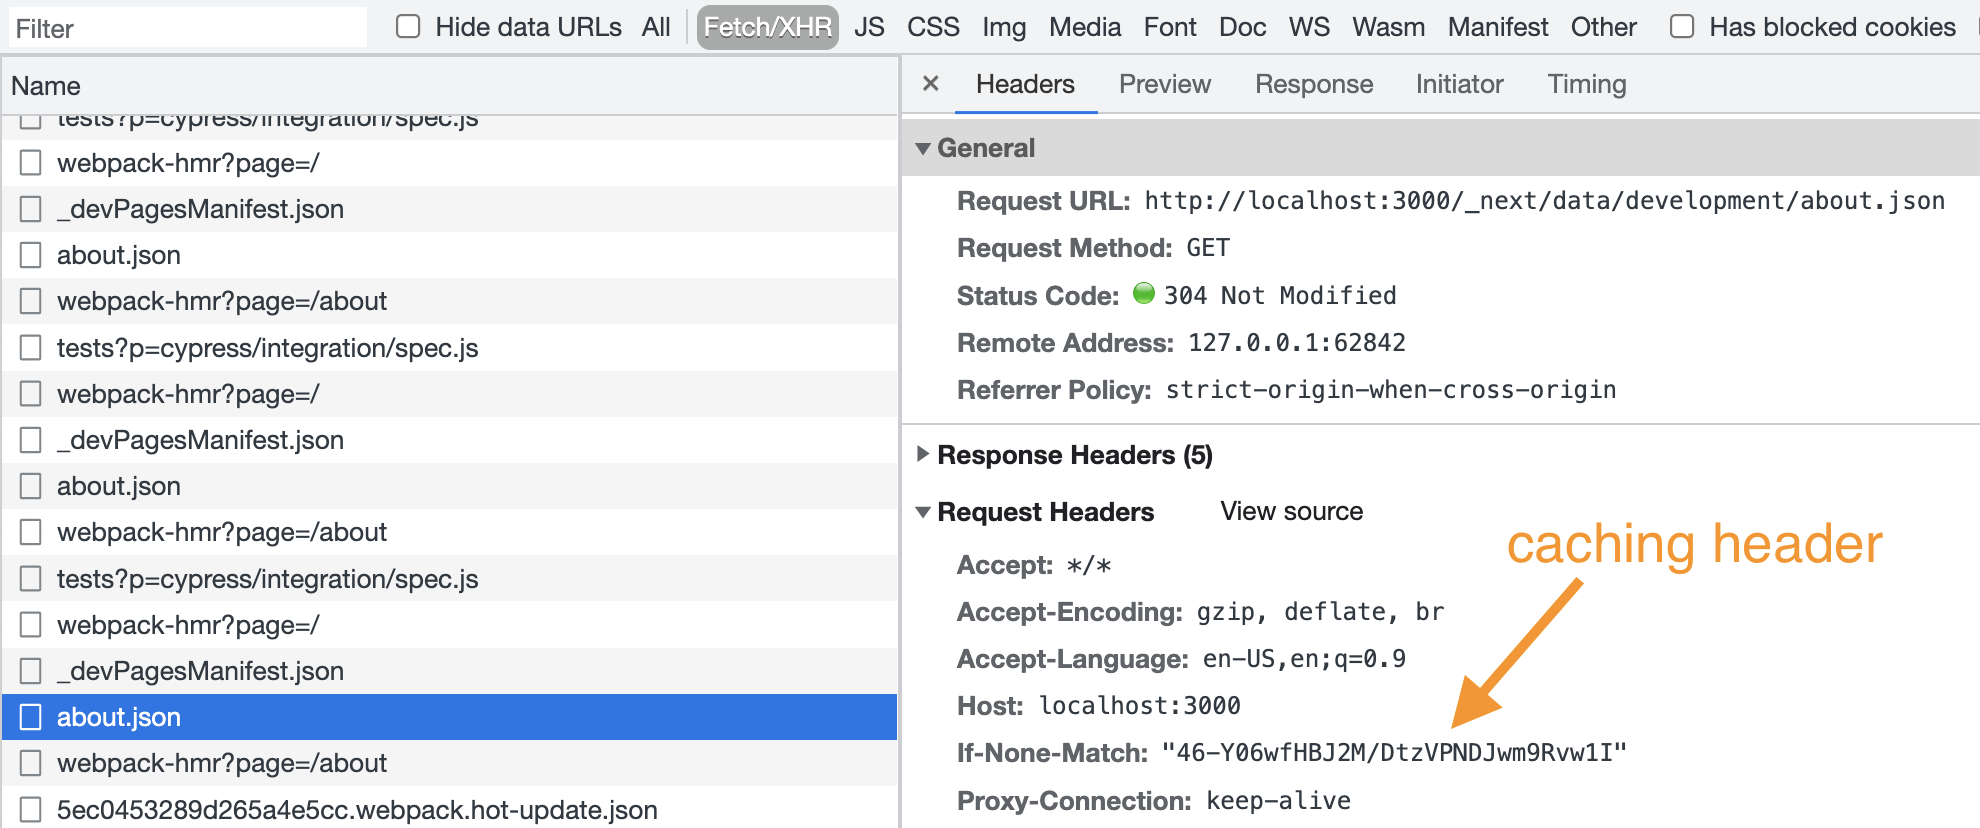 Filter
Hide data URLs
All
Fetch/XHR
JS
CSS
Img
Media
Font
Doc
WS
Wasm
Manifest
Other
Has blocked cookies
Name
tests?p=cypress/integration/spec.js
webpack-hmr?page=/
_devPagesManifest.json
about.json
webpack-hmr?page=/about
tests?p=cypress/integration/spec.js
webpack-hmr?page=/
_devPagesManifest.json
about.json
webpack-hmr?page=/about
tests?p=cypress/integration/spec.js
webpack-hmr?page=/
_devPagesManifest.json
about.json
webpack-hmr?page=/about
5ec0453289d265a4e5cc.webpack.hot-update.json
Headers
Preview
Response
Initiator
Timing
General
Request URL: http://localhost:3000/_next/data/development/about.json
Request Method: GET
Status Code: 304 Not Modified
Remote Address: 127.0.0.1:62842
Referrer Policy: strict-origin-when-cross-origin
Response Headers (5)
Request Headers View source
caching header
Accept: */*
Accept-Encoding: gzip, deflate, br
Accept-Language: en-US,en;q=0.9
Host: localhost:3000
If-None-Match: "46-Y06wfHBJ2M/DtzVPNDJwm9Rvw1I"
Proxy-Connection: keep-alive